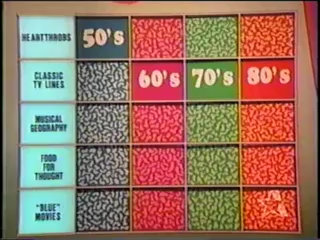 HEARTTHROBS
50's
CLASSIC
TV LINES
60's
70's
80's
MUSICAL
GEOGRAPHY
FOOD
FOR
THOUGHT
"BLUE"
MOVIES